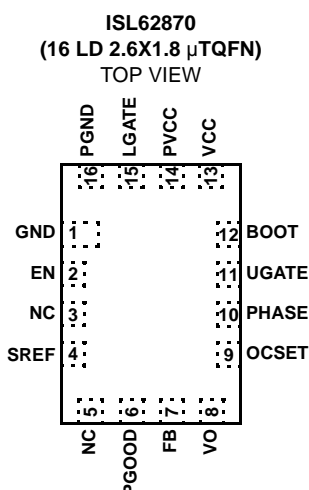 ISL62870
(16 LD 2.6X1.8 µTQFN)
TOP VIEW
PGND
LGATE
PVCC
VCC
16
15
14
13
GND 1
12 BOOT
EN 2
11 UGATE
NC 3
10 PHASE
SREF 4
9 OCSET
5
6
7
8
NC
PGOOD
FB
VO